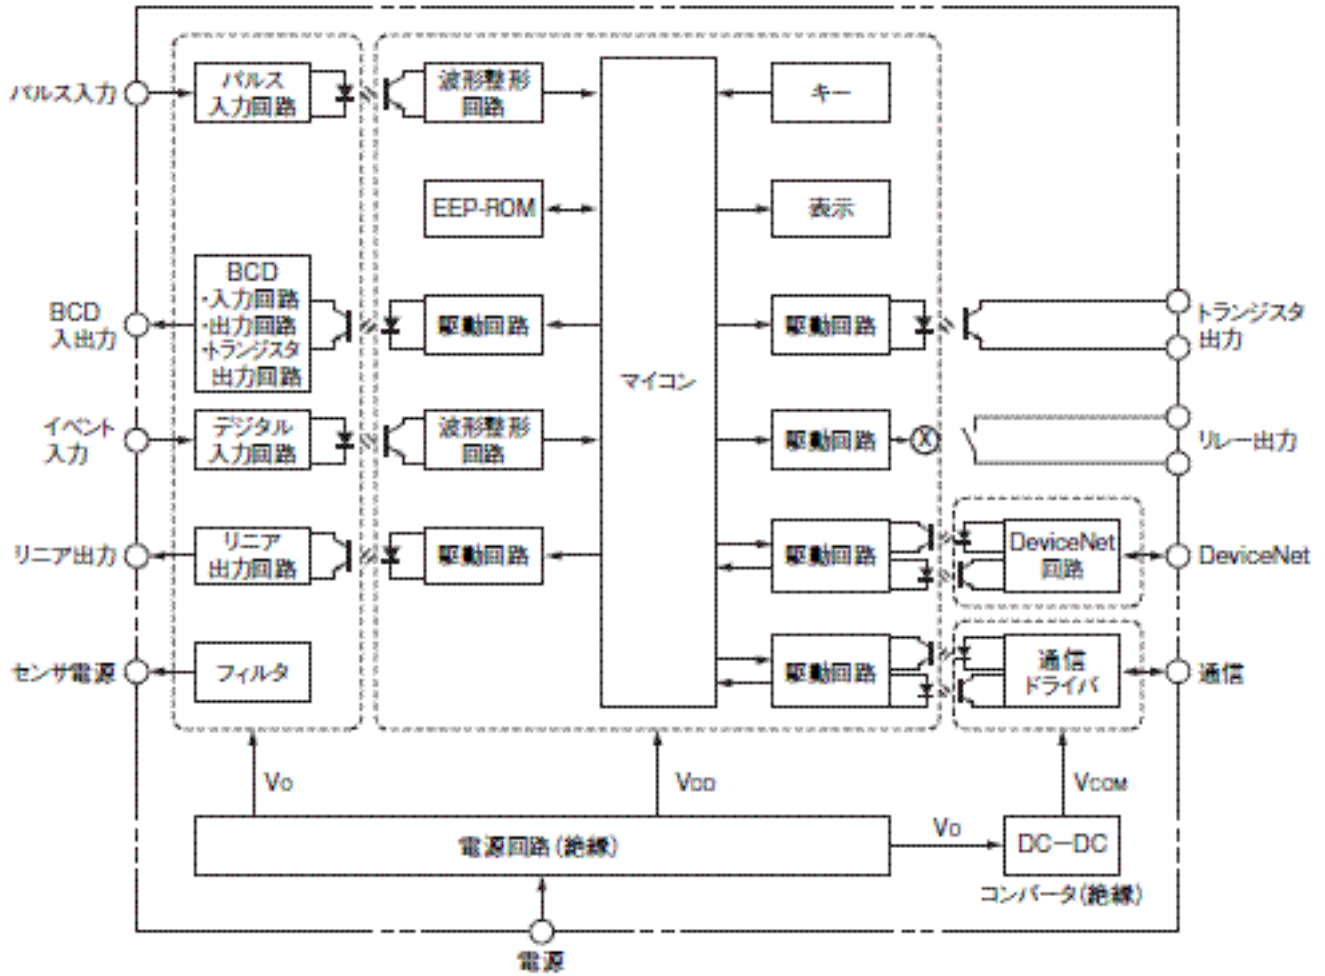 パルス入力
パルス
入力回路
波形整形
回路
キー
EEP-ROM
表示
BCD
入出力
BCD
・入力回路
・出力回路
・トランジスタ
出力回路
駆動回路
マイコン
駆動回路
トランジスタ
出力
イベント
入力
デジタル
入力回路
波形整形
回路
駆動回路
X
リレー出力
リニア出力
リニア
出力回路
駆動回路
駆動回路
DeviceNet
回路
DeviceNet
センサ電源
フィルタ
駆動回路
通信
ドライバ
通信
VO
VDD
VCOM
電源回路(絶縁)
VO
DC－DC
コンバータ(絶縁)
電源